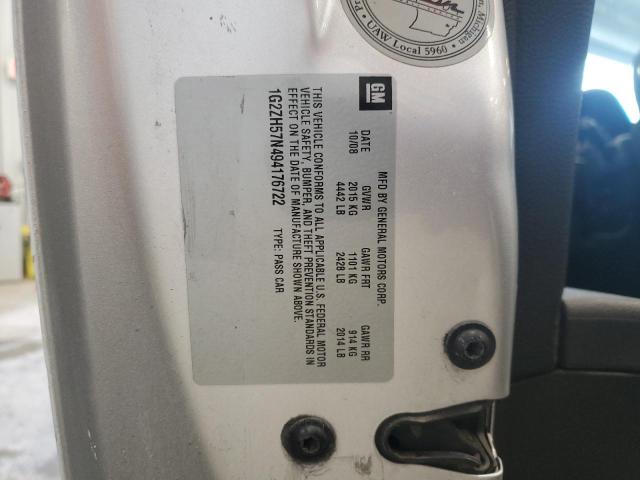 n, Michigan
UAW Local 5960
GM
MFD BY GENERAL MOTORS CORP.
DATE GVWR GAWR FRT GAWR RR
10/08 2015 KG 1101 KG 914 KG
4442 LB 2428 LB 2014 LB
THIS VEHICLE CONFORMS TO ALL APPLICABLE U.S. FEDERAL MOTOR
VEHICLE SAFETY, BUMPER, AND THEFT PREVENTION STANDARDS IN
EFFECT ON THE DATE OF MANUFACTURE SHOWN ABOVE.
1G2ZH57N494176722 TYPE: PASS CAR